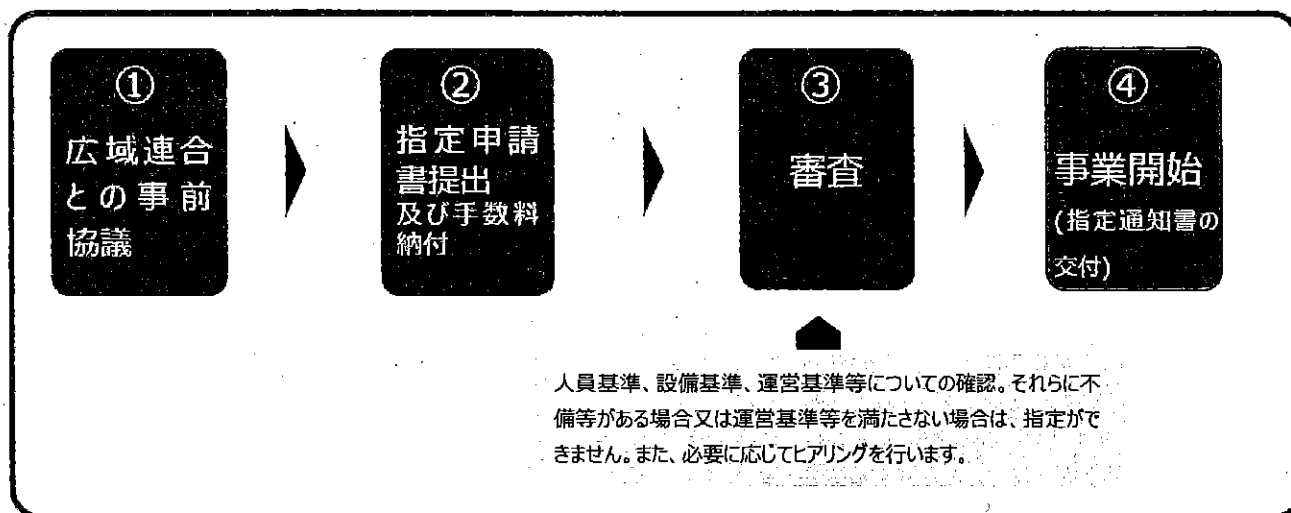 ①
広域連合
との事前
協議
②
指定申請
書提出
及び手数料
納付
③
審査
④
事業開始
(指定通知書の
交付)
人員基準、設備基準、運営基準等についての確認。それらに不
備等がある場合又は運営基準等を満たさない場合は、指定がで
きません。また、必要に応じてヒアリングを行います。